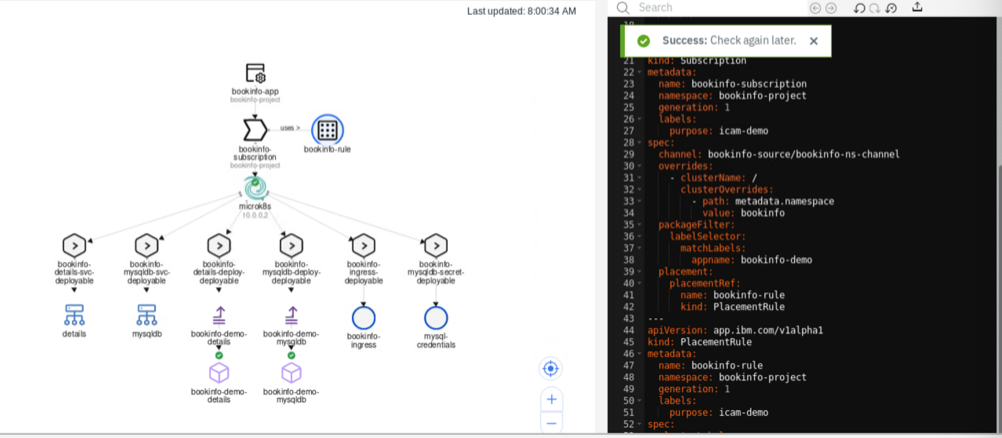 Last updated: 8:00:34 AM
bookinfo-app
bookinfo-project
bookinfo-
subscription
bookinfo-project
uses >
bookinfo-rule
microk8s
10.0.0.2
bookinfo-
details-svc-
deployable
bookinfo-
mysqldb-svc-
deployable
bookinfo-
details-deploy-
deployable
bookinfo-
mysqldb-deploy-
deployable
bookinfo-
ingress-
deployable
bookinfo-
mysqldb-secret-
deployable
details
mysqldb
bookinfo-demo-
details
bookinfo-demo-
mysqldb
bookinfo-
ingress
mysql-
credentials
bookinfo-demo-
details
bookinfo-demo-
mysqldb
Search
Success: Check again later.
21 kind: Subscription
22 metadata:
23 name: bookinfo-subscription
24 namespace: bookinfo-project
25 generation: 1
26 labels:
27 purpose: icam-demo
28 spec:
29 channel: bookinfo-source/bookinfo-ns-channel
30 overrides:
31 - clusterName: /
32 clusterOverrides:
33 - path: metadata.namespace
34 value: bookinfo
35 packageFilter:
36 labelSelector:
37 matchLabels:
38 appname: bookinfo-demo
39 placement:
40 placementRef:
41 name: bookinfo-rule
42 kind: PlacementRule
43 ---
44 apiVersion: app.ibm.com/v1alpha1
45 kind: PlacementRule
46 metadata:
47 name: bookinfo-rule
48 namespace: bookinfo-project
49 generation: 1
50 labels:
51 purpose: icam-demo
52 spec: